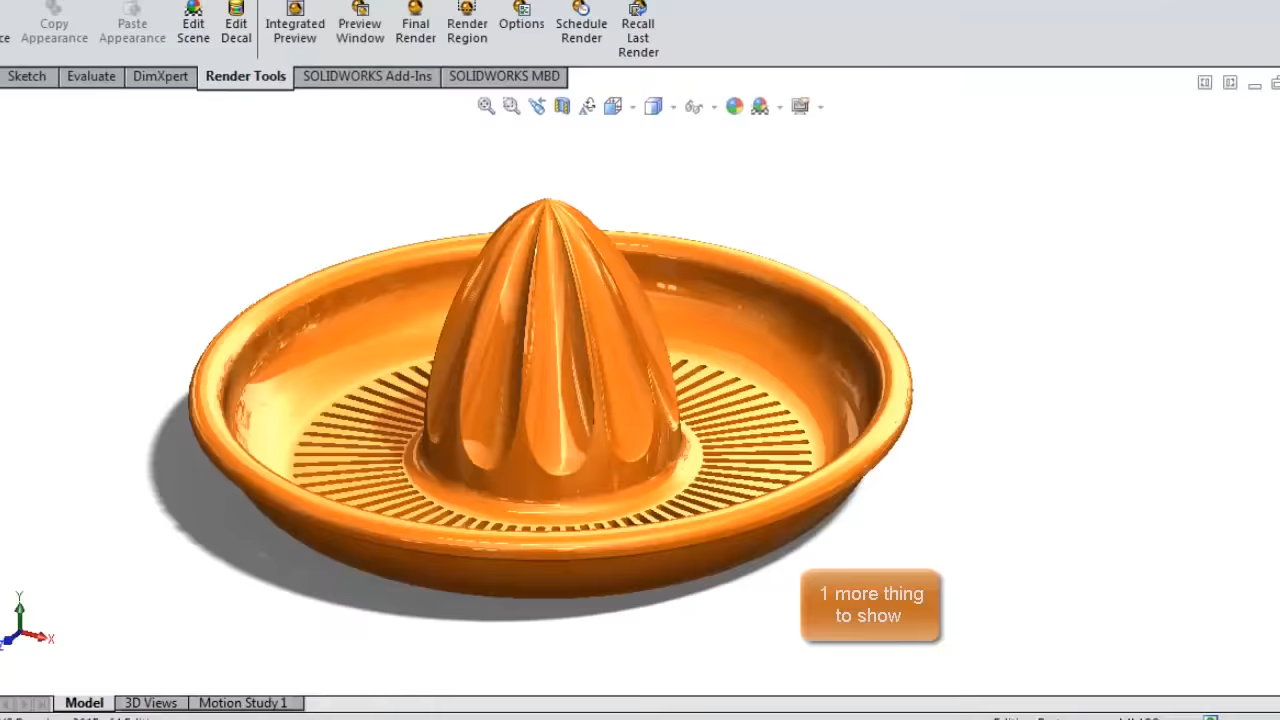 Copy Appearance
Paste Appearance
Edit Scene
Edit Decal
Integrated Preview
Preview Window
Final Render
Render Region
Options
Schedule Render
Recall Last Render
Sketch
Evaluate
DimXpert
Render Tools
SOLIDWORKS Add-Ins
SOLIDWORKS MBD
1 more thing
to show
Y
X
Z
Model
3D Views
Motion Study 1